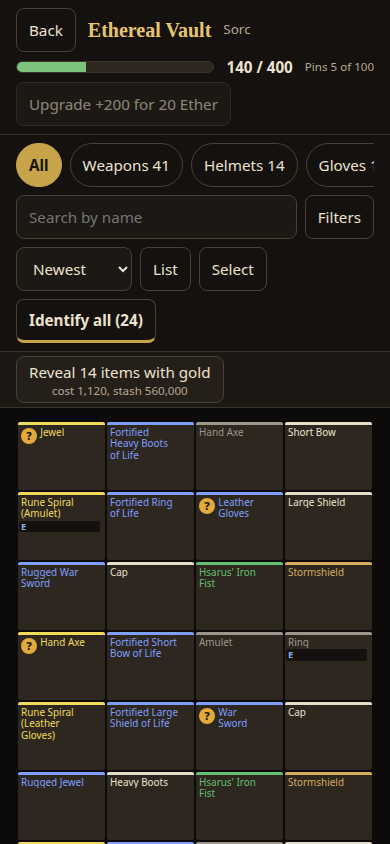 Back
Ethereal Vault
Sorc
140 / 400
Pins 5 of 100
Upgrade +200 for 20 Ether
All
Weapons 41
Helmets 14
Gloves
Search by name
Filters
Newest
List
Select
Identify all (24)
Reveal 14 items with gold
cost 1,120, stash 560,000
? Jewel
Fortified
Heavy Boots
of Life
Hand Axe
Short Bow
Rune Spiral
(Amulet)
E
Fortified Ring
of Life
? Leather
Gloves
Large Shield
Rugged War
Sword
Cap
Hsarus' Iron
Fist
Stormshield
? Hand Axe
Fortified Short
Bow of Life
Amulet
Ring
E
Rune Spiral
(Leather
Gloves)
Fortified Large
Shield of Life
? War
Sword
Cap
Rugged Jewel
Heavy Boots
Hsarus' Iron
Fist
Stormshield